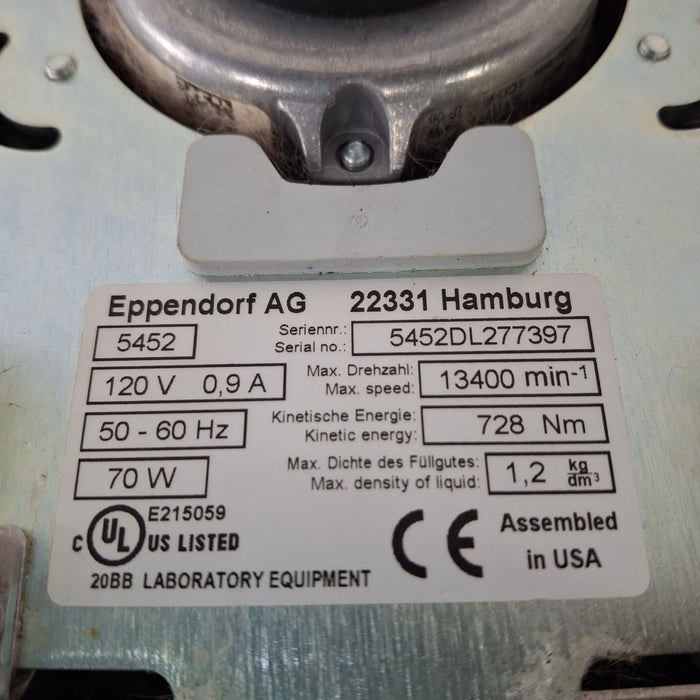 Eppendorf AG 22331 Hamburg
5452 Seriennr.: Serial no.: 5452DL277397
120 V 0,9 A Max. Drehzahl: Max. speed: 13400 min-1
50 - 60 Hz Kinetische Energie: Kinetic energy: 728 Nm
70 W Max. Dichte des Füllgutes: Max. density of liquid: 1,2 kg/dm³
E215059
C UL US LISTED
CE Assembled in USA
20BB LABORATORY EQUIPMENT